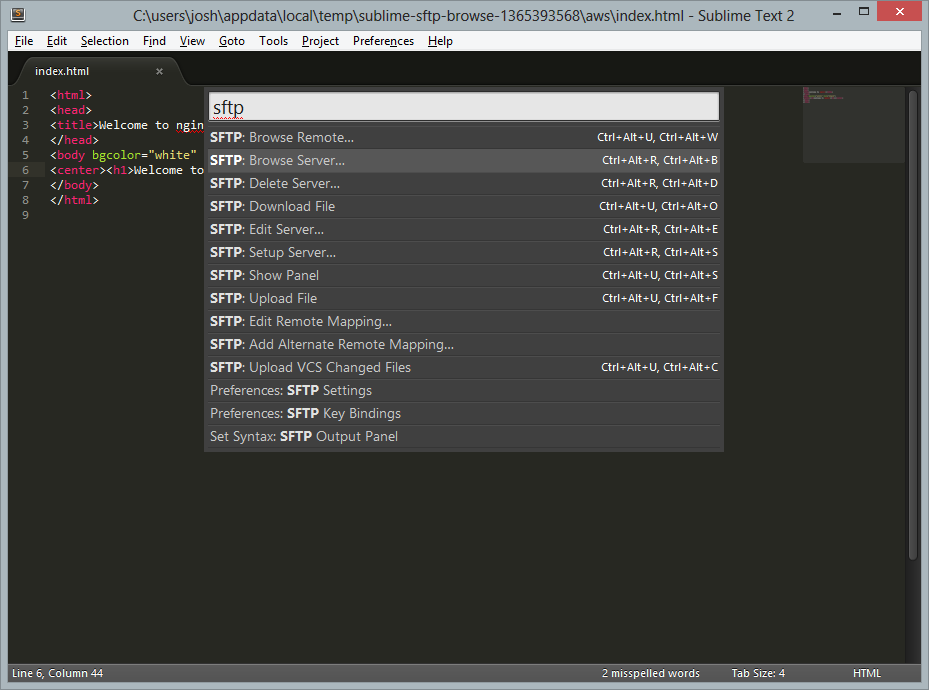 C:\users\josh\appdata\local\temp\sublime-sftp-browse-1365393568\aws\index.html - Sublime Text 2
File Edit Selection Find View Goto Tools Project Preferences Help
index.html
sftp
1 <html>
2 <head>
3 <title>Welcome to ngin
4 </head>
5 <body bgcolor="white"
6 <center><h1>Welcome to
7 </body>
8 </html>
9
SFTP: Browse Remote... Ctrl+Alt+U, Ctrl+Alt+W
SFTP: Browse Server... Ctrl+Alt+R, Ctrl+Alt+B
SFTP: Delete Server... Ctrl+Alt+R, Ctrl+Alt+D
SFTP: Download File Ctrl+Alt+U, Ctrl+Alt+O
SFTP: Edit Server... Ctrl+Alt+R, Ctrl+Alt+E
SFTP: Setup Server... Ctrl+Alt+R, Ctrl+Alt+S
SFTP: Show Panel Ctrl+Alt+U, Ctrl+Alt+S
SFTP: Upload File Ctrl+Alt+U, Ctrl+Alt+F
SFTP: Edit Remote Mapping...
SFTP: Add Alternate Remote Mapping...
SFTP: Upload VCS Changed Files Ctrl+Alt+U, Ctrl+Alt+C
Preferences: SFTP Settings
Preferences: SFTP Key Bindings
Set Syntax: SFTP Output Panel
Line 6, Column 44 2 misspelled words Tab Size: 4 HTML